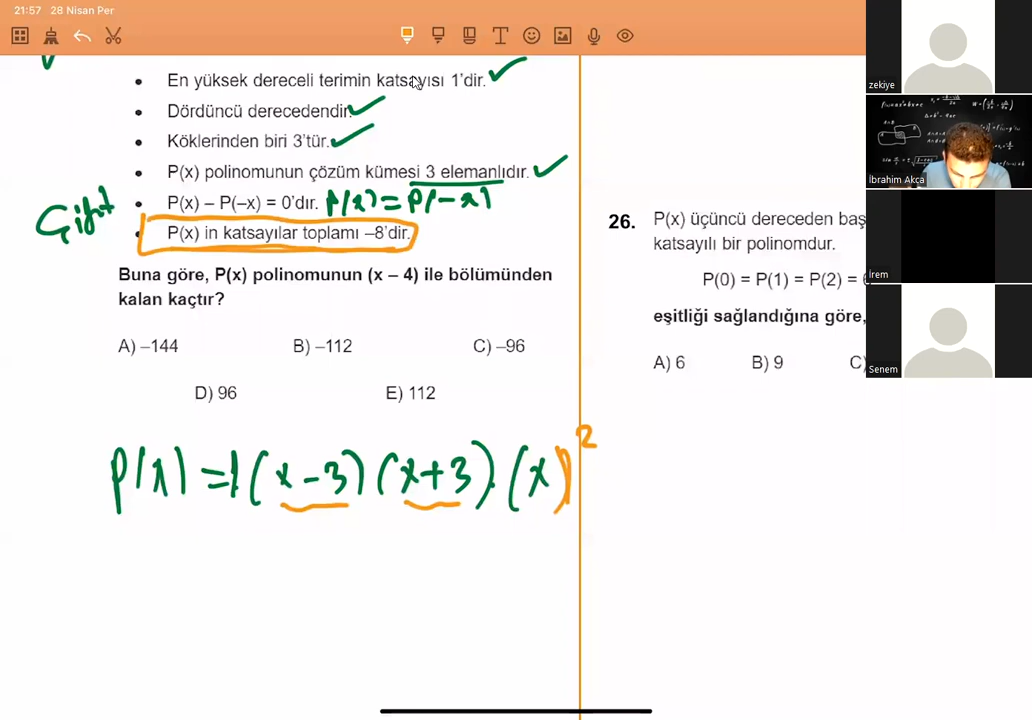 21:57 28 Nisan Per
En yüksek dereceli terimin katsayısı 1'dir.
Dördüncü derecedendir.
Köklerinden biri 3'tür.
P(x) polinomunun çözüm kümesi 3 elemanlıdır.
P(x) – P(–x) = 0'dır. P(x) = P(-x)
Çift
P(x) in katsayılar toplamı –8'dir.
Buna göre, P(x) polinomunun (x – 4) ile bölümünden
kalan kaçtır?
A) –144 B) –112 C) –96
D) 96 E) 112
P(x) = 1(x-3)(x+3).(x)²
26. P(x) üçüncü dereceden baş
katsayılı bir polinomdur.
P(0) = P(1) = P(2) =
eşitliği sağlandığına göre,
A) 6 B) 9 C)
zekiye
İbrahim Akca
İrem
Senem